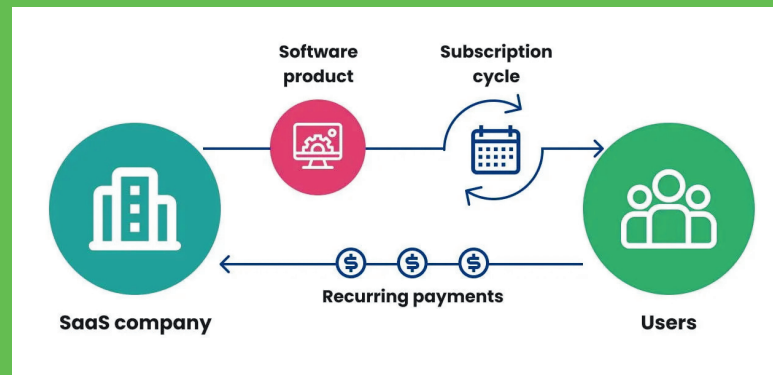 Software
product
Subscription
cycle
$ $ $
Recurring payments
SaaS company
Users